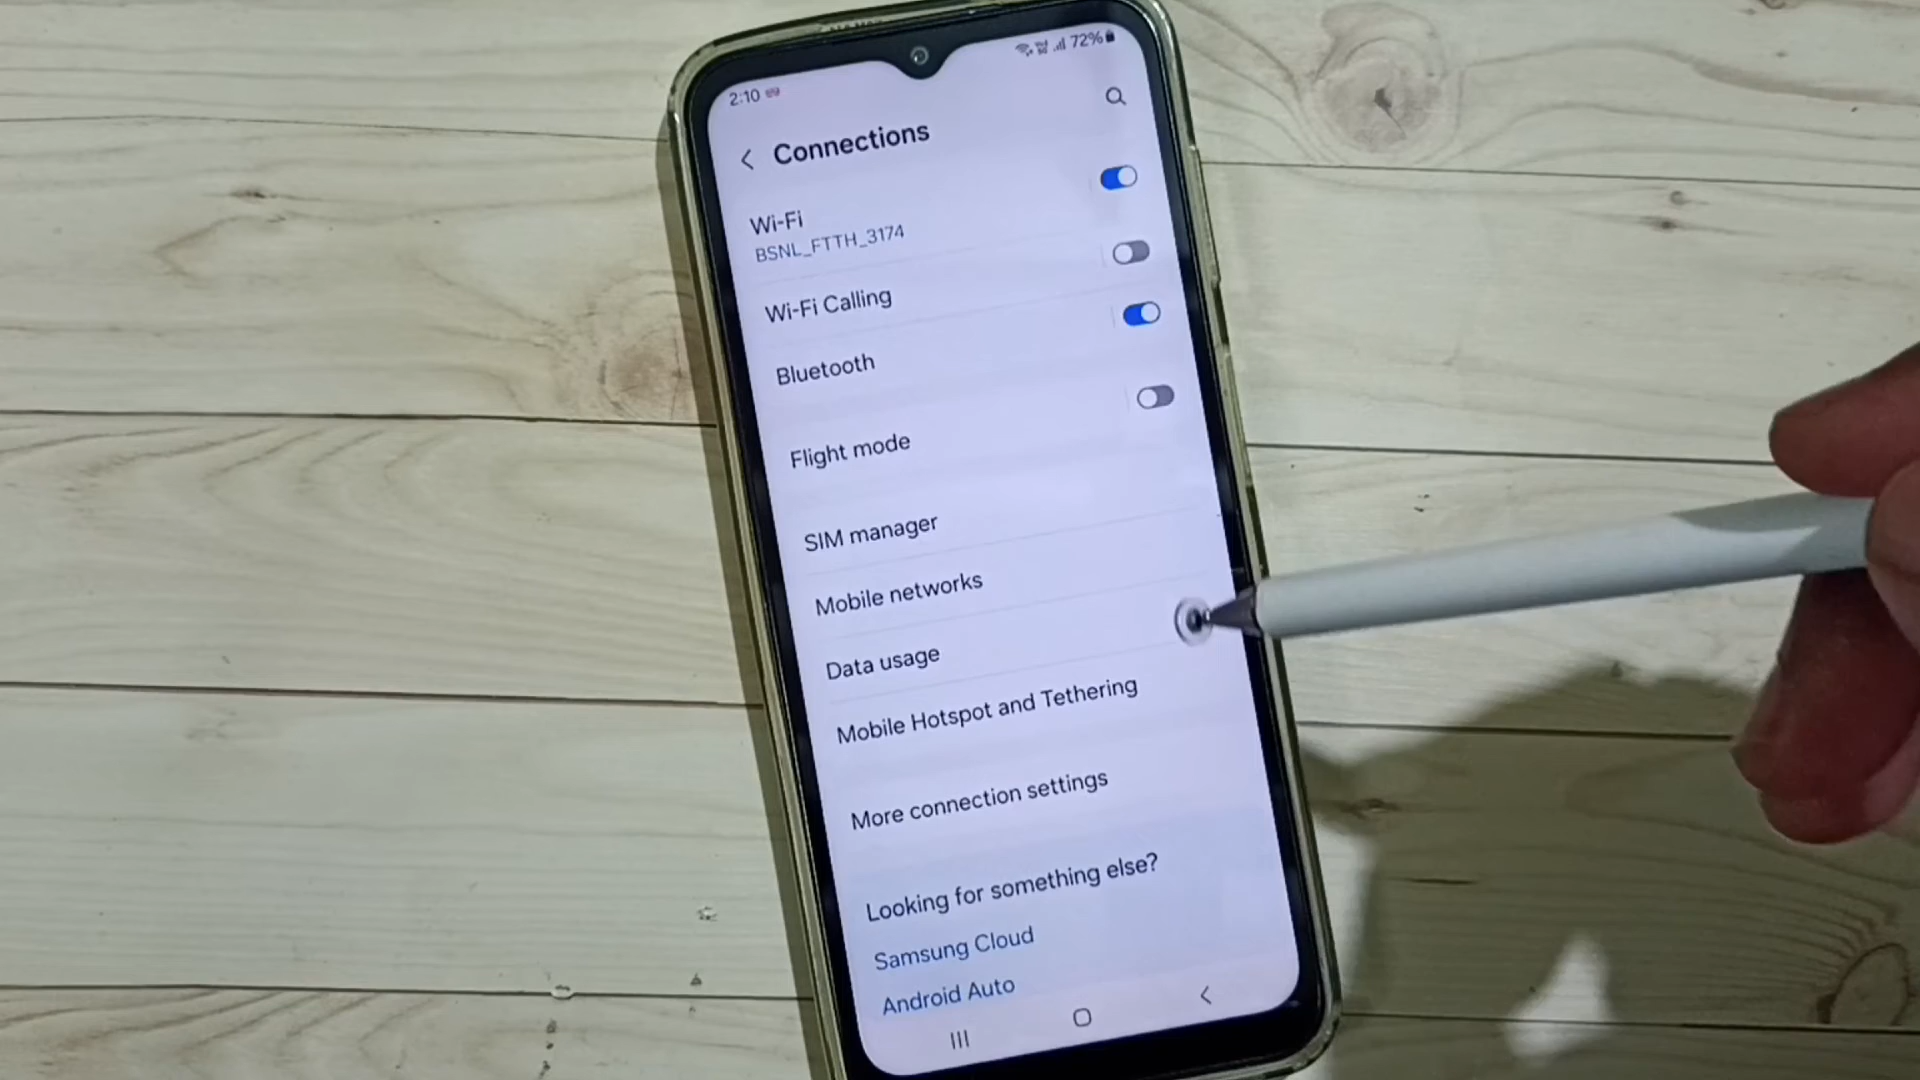 2:10
72%
Connections
Wi-Fi
BSNL_FTTH_3174
Wi-Fi Calling
Bluetooth
Flight mode
SIM manager
Mobile networks
Data usage
Mobile Hotspot and Tethering
More connection settings
Looking for something else?
Samsung Cloud
Android Auto